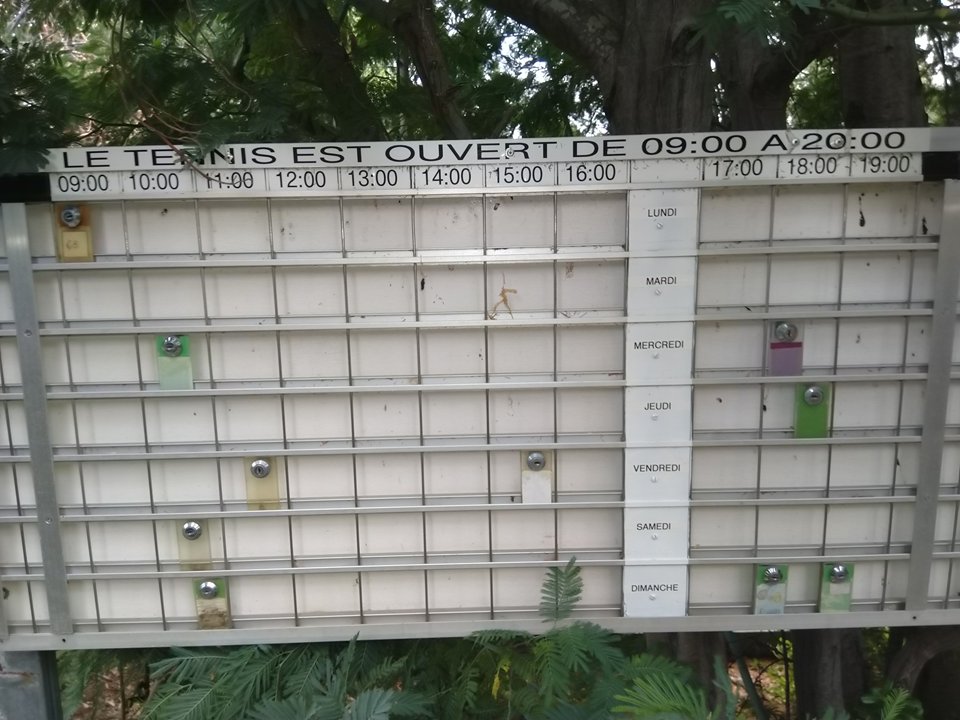 LE TENNIS EST OUVERT DE 09:00 A 20:00
09:00 10:00 11:00 12:00 13:00 14:00 15:00 16:00 17:00 18:00 19:00
LUNDI
MARDI
MERCREDI
JEUDI
VENDREDI
SAMEDI
DIMANCHE